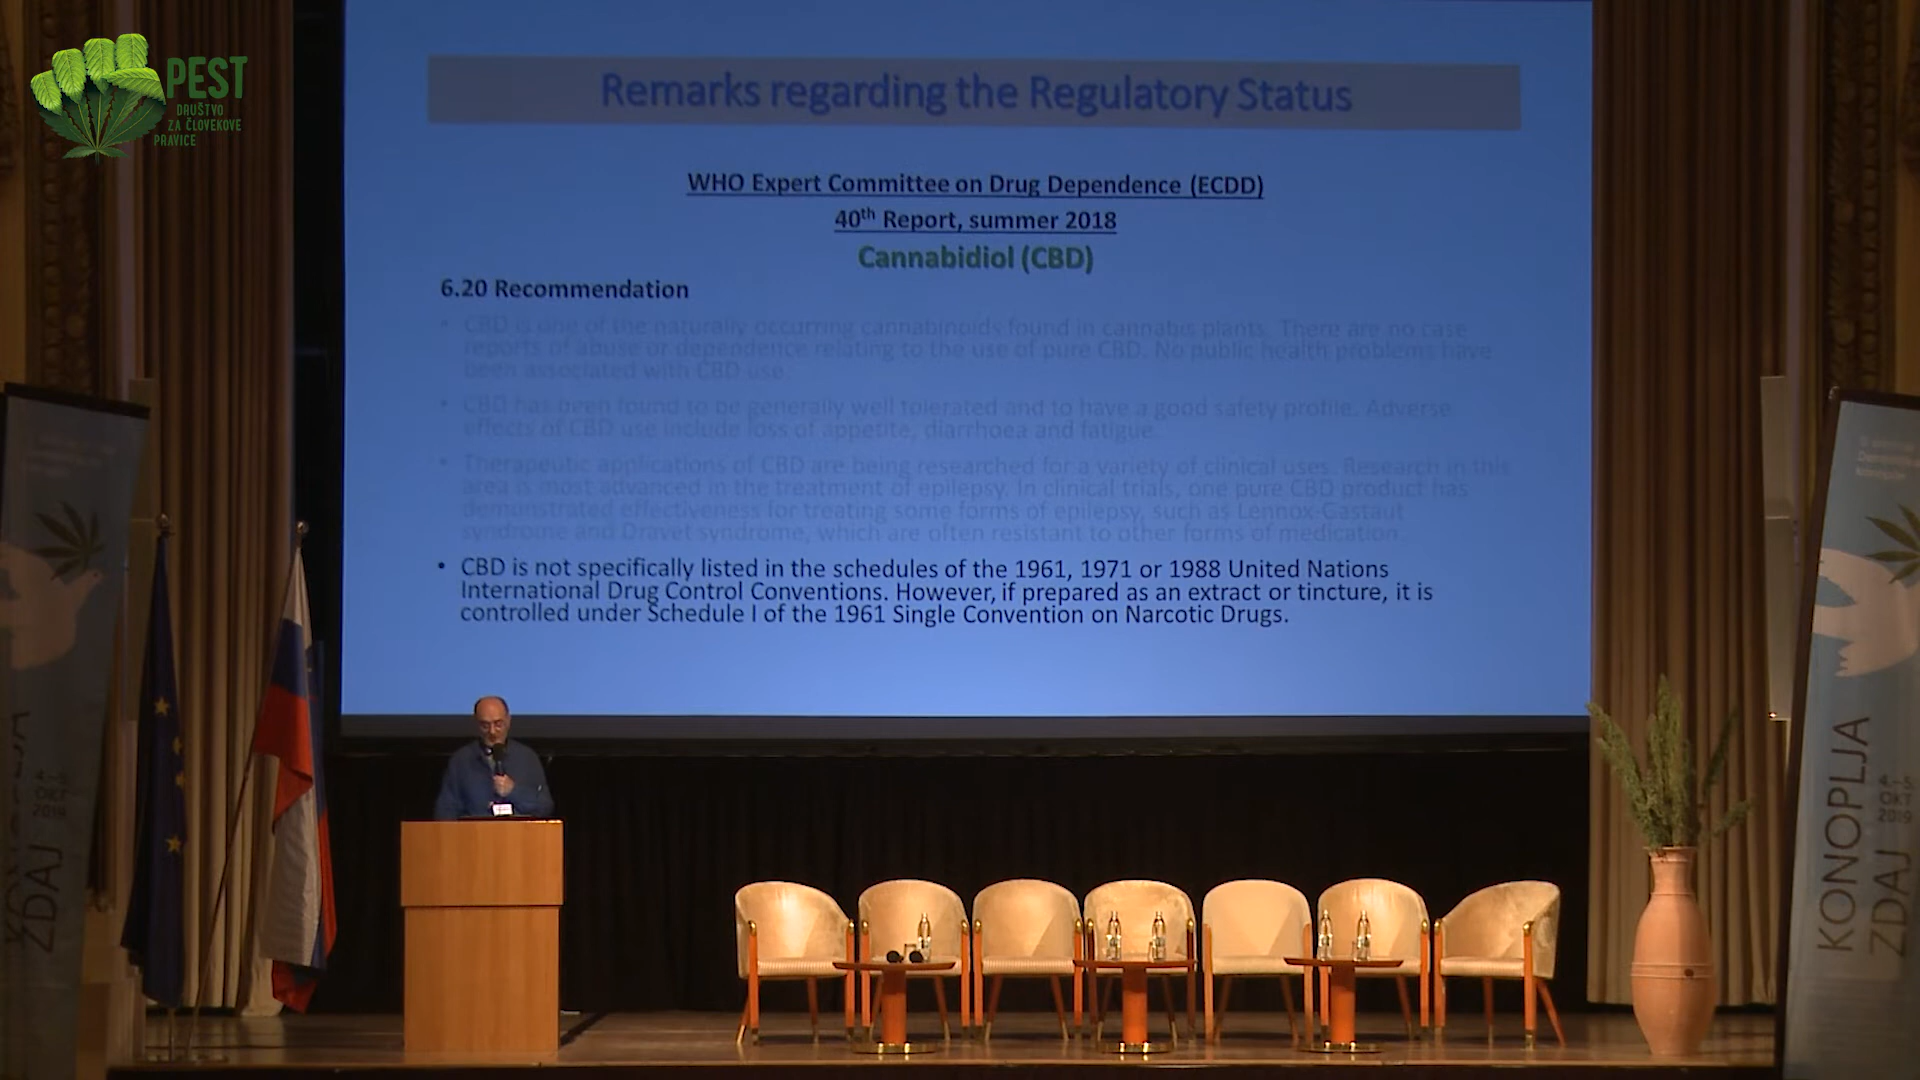 PEST
DRUŠTVO
ZA ČLOVEKOVE
PRAVICE
Remarks regarding the Regulatory Status
WHO Expert Committee on Drug Dependence (ECDD)
40th Report, summer 2018
Cannabidiol (CBD)
6.20 Recommendation
• CBD is one of the naturally occurring cannabinoids found in cannabis plants. There are no case
reports of abuse or dependence relating to the use of pure CBD. No public health problems have
been associated with CBD use.
• CBD has been found to be generally well tolerated and to have a good safety profile. Adverse
effects of CBD use include loss of appetite, diarrhoea and fatigue.
• Therapeutic applications of CBD are being researched for a variety of clinical uses. Research in this
area is most advanced in the treatment of epilepsy. In clinical trials, one pure CBD product has
demonstrated effectiveness for treating some forms of epilepsy, such as Lennox-Gastaut
syndrome and Dravet syndrome, which are often resistant to other forms of medication.
• CBD is not specifically listed in the schedules of the 1961, 1971 or 1988 United Nations
International Drug Control Conventions. However, if prepared as an extract or tincture, it is
controlled under Schedule I of the 1961 Single Convention on Narcotic Drugs.
ZDAJ
4.–5.
OKT
2019
KONOPLJA
ZDAJ
4.–5.
OKT
2019